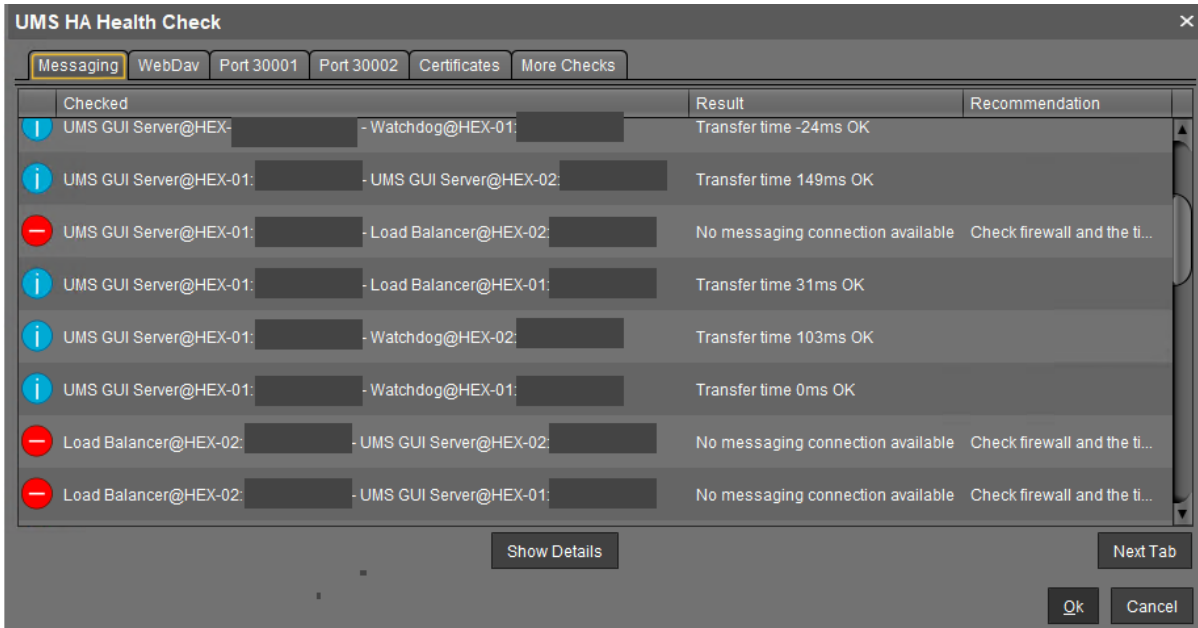 UMS HA Health Check
Messaging WebDav Port 30001 Port 30002 Certificates More Checks
Checked Result Recommendation
UMS GUI Server@HEX- - Watchdog@HEX-01: Transfer time -24ms OK
UMS GUI Server@HEX-01: - UMS GUI Server@HEX-02: Transfer time 149ms OK
UMS GUI Server@HEX-01: - Load Balancer@HEX-02: No messaging connection available Check firewall and the ti...
UMS GUI Server@HEX-01: - Load Balancer@HEX-01: Transfer time 31ms OK
UMS GUI Server@HEX-01: - Watchdog@HEX-02: Transfer time 103ms OK
UMS GUI Server@HEX-01: - Watchdog@HEX-01: Transfer time 0ms OK
Load Balancer@HEX-02: - UMS GUI Server@HEX-02: No messaging connection available Check firewall and the ti...
Load Balancer@HEX-02: - UMS GUI Server@HEX-01: No messaging connection available Check firewall and the ti...
Show Details Next Tab
Ok Cancel